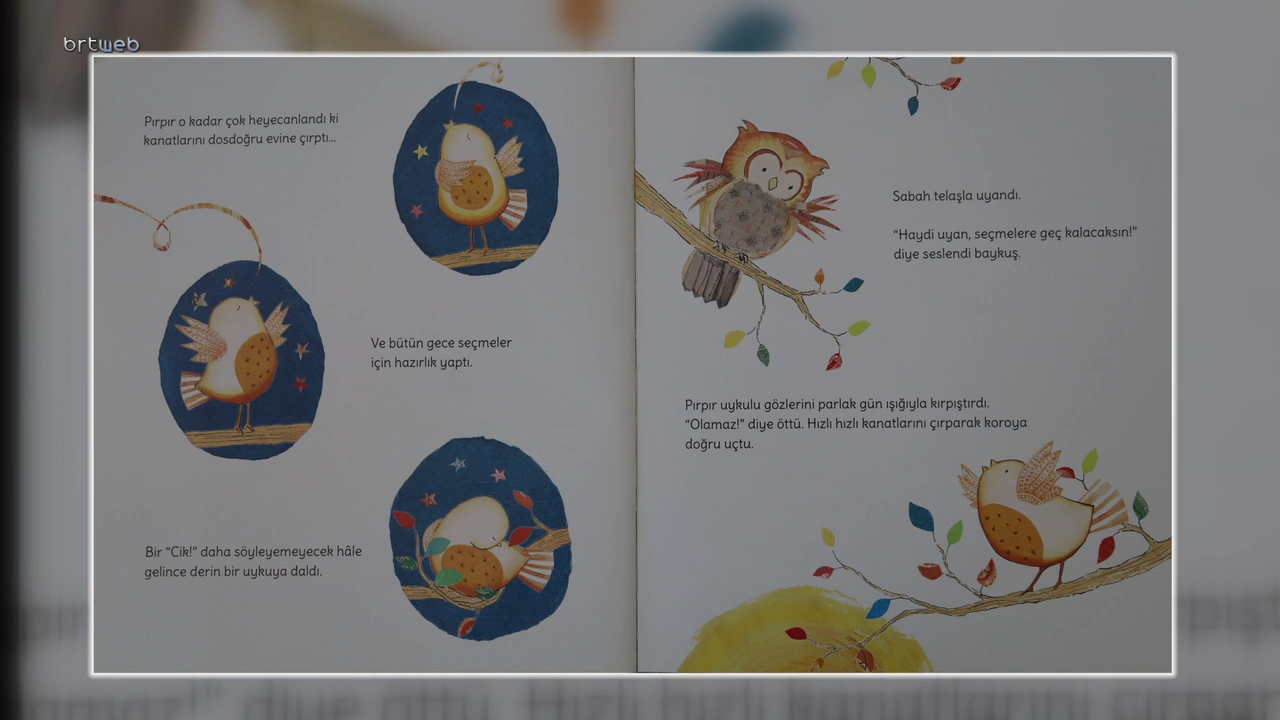 brtweb
Pırpır o kadar çok heyecanlandı ki
kanatlarını dosdoğru evine çırptı...
Ve bütün gece seçmeler
için hazırlık yaptı.
Bir “Cik!” daha söyleyemeyecek hâle
gelince derin bir uykuya daldı.
Sabah telaşla uyandı.
“Haydi uyan, seçmelere geç kalacaksın!”
diye seslendi baykuş.
Pırpır uykulu gözlerini parlak gün ışığıyla kırpıştırdı.
“Olamaz!” diye öttü. Hızlı hızlı kanatlarını çırparak koroya
doğru uçtu.